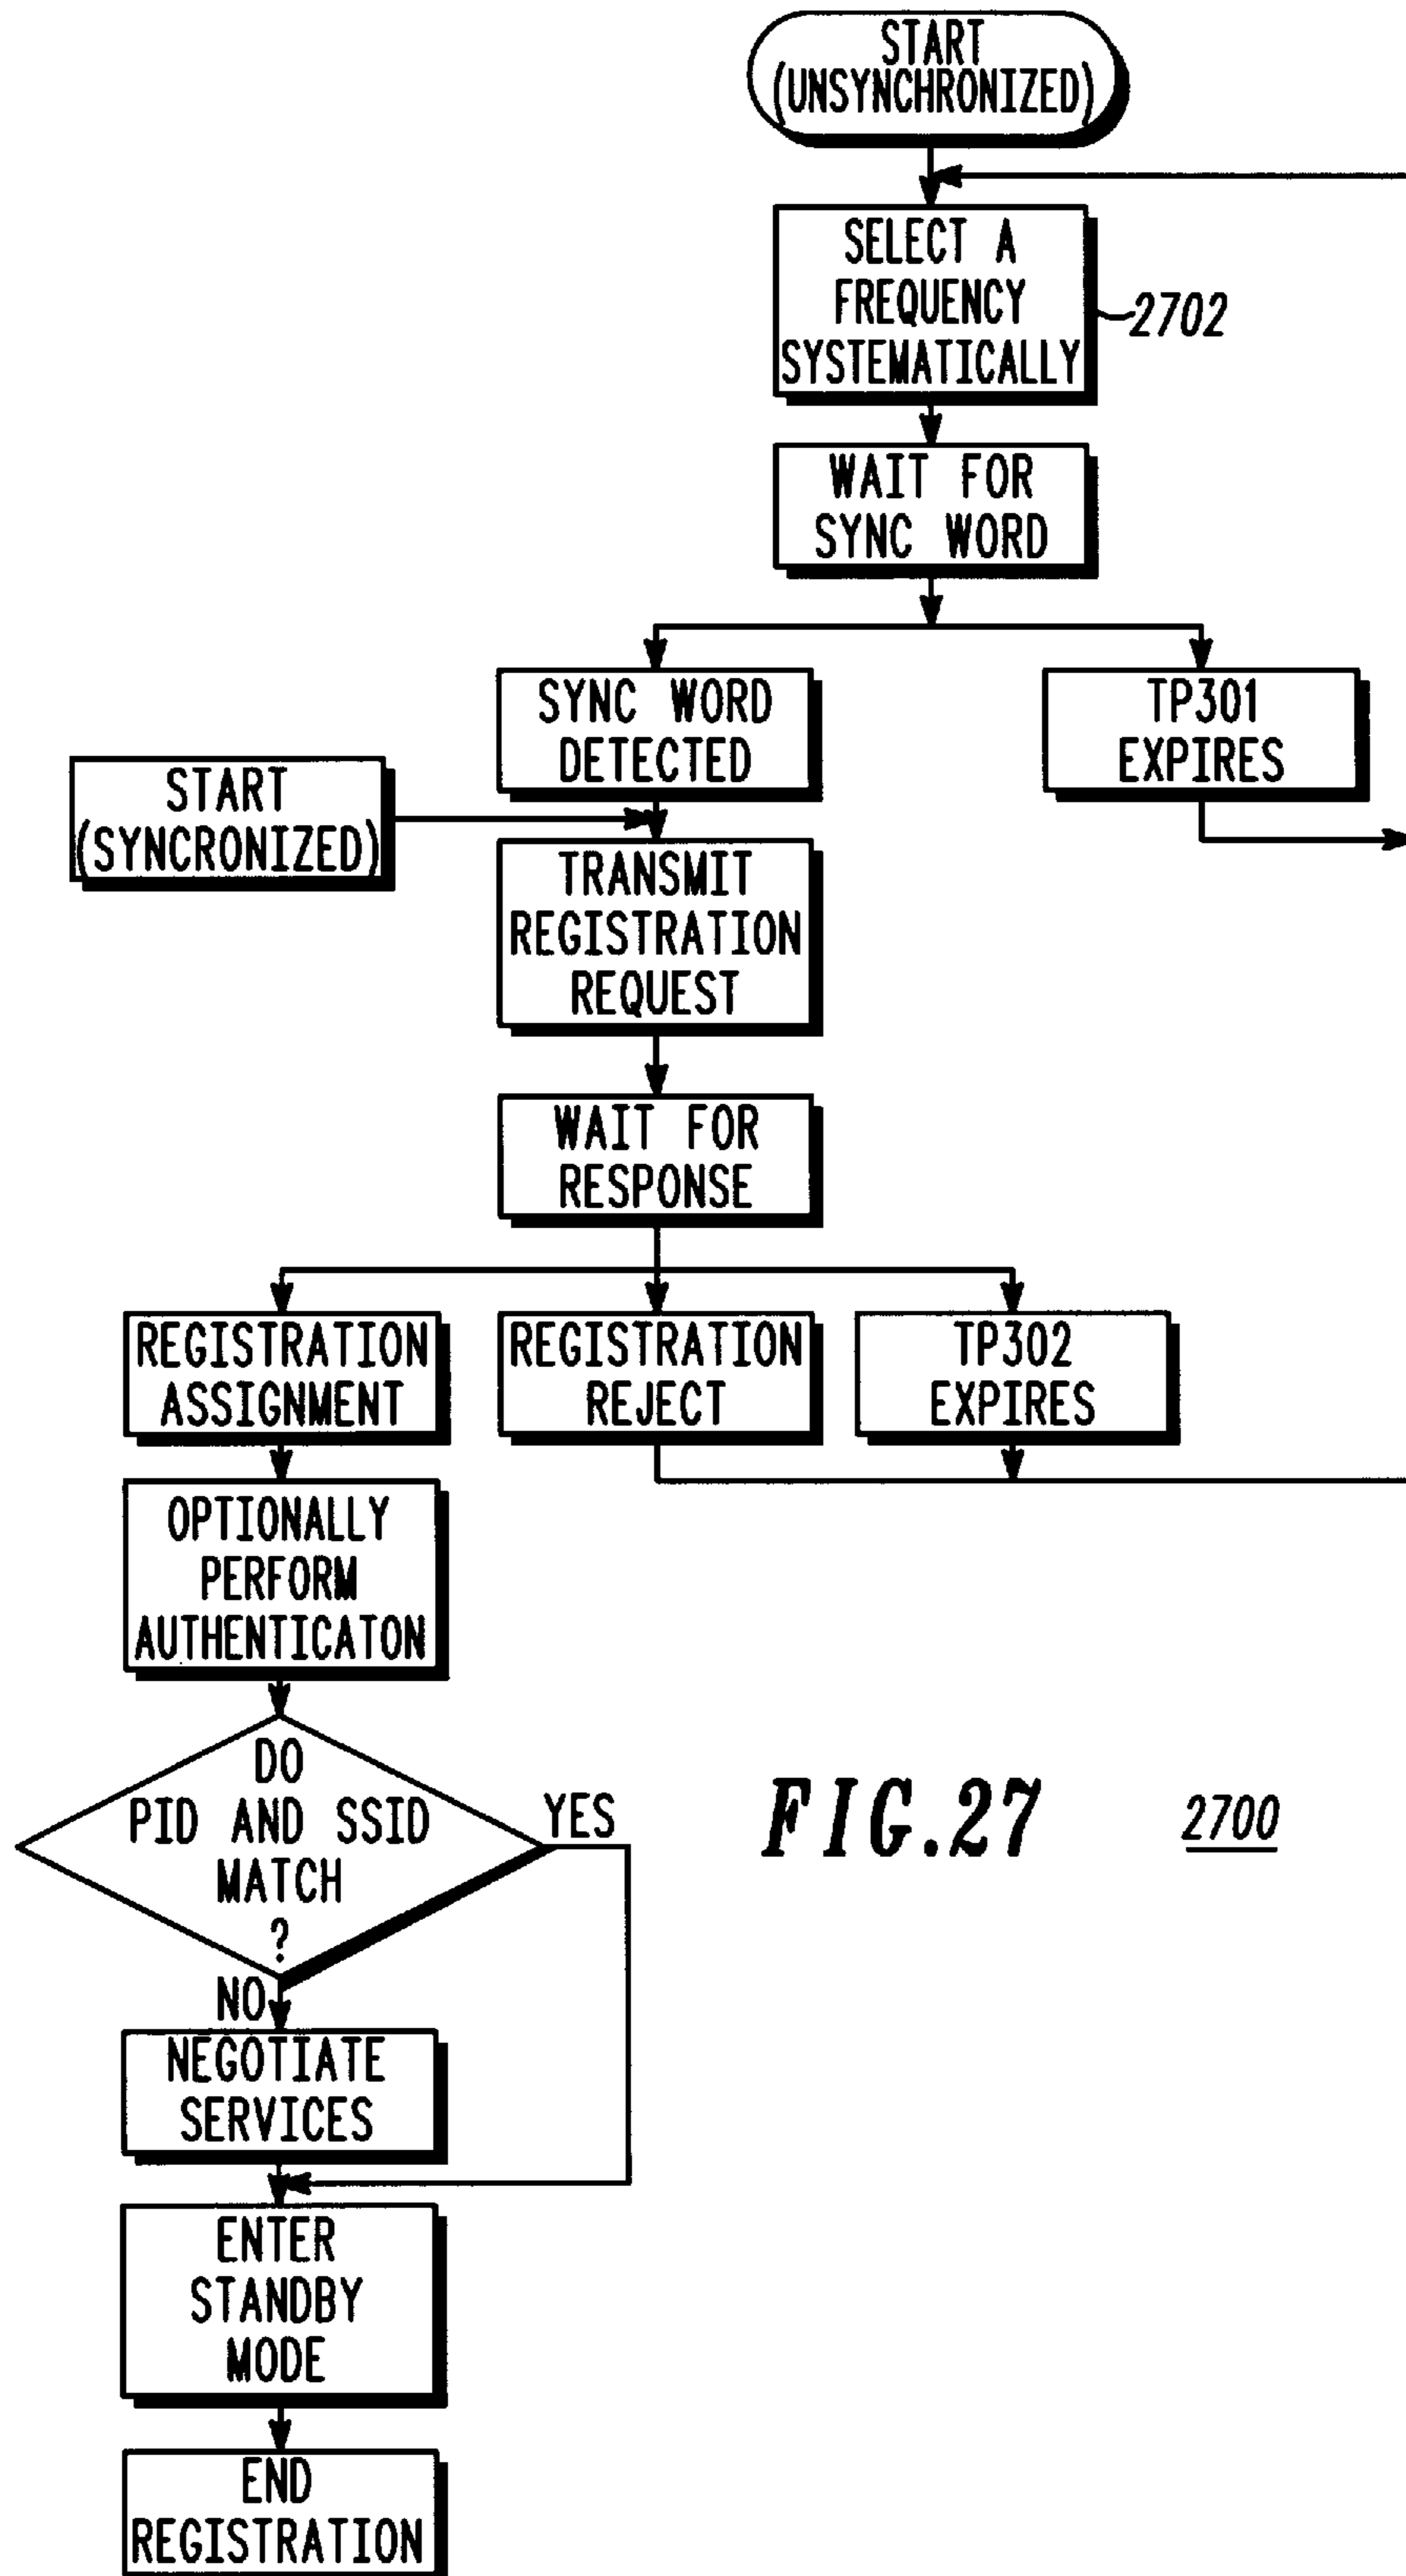 START
(UNSYNCHRONIZED)
SELECT A
FREQUENCY
SYSTEMATICALLY
2702
WAIT FOR
SYNC WORD
SYNC WORD
DETECTED
TP301
EXPIRES
START
(SYNCRONIZED)
TRANSMIT
REGISTRATION
REQUEST
WAIT FOR
RESPONSE
REGISTRATION
ASSIGNMENT
REGISTRATION
REJECT
TP302
EXPIRES
OPTIONALLY
PERFORM
AUTHENTICATON
DO
PID AND SSID
MATCH
?
YES
NO
FIG.27
2700
NEGOTIATE
SERVICES
ENTER
STANDBY
MODE
END
REGISTRATION